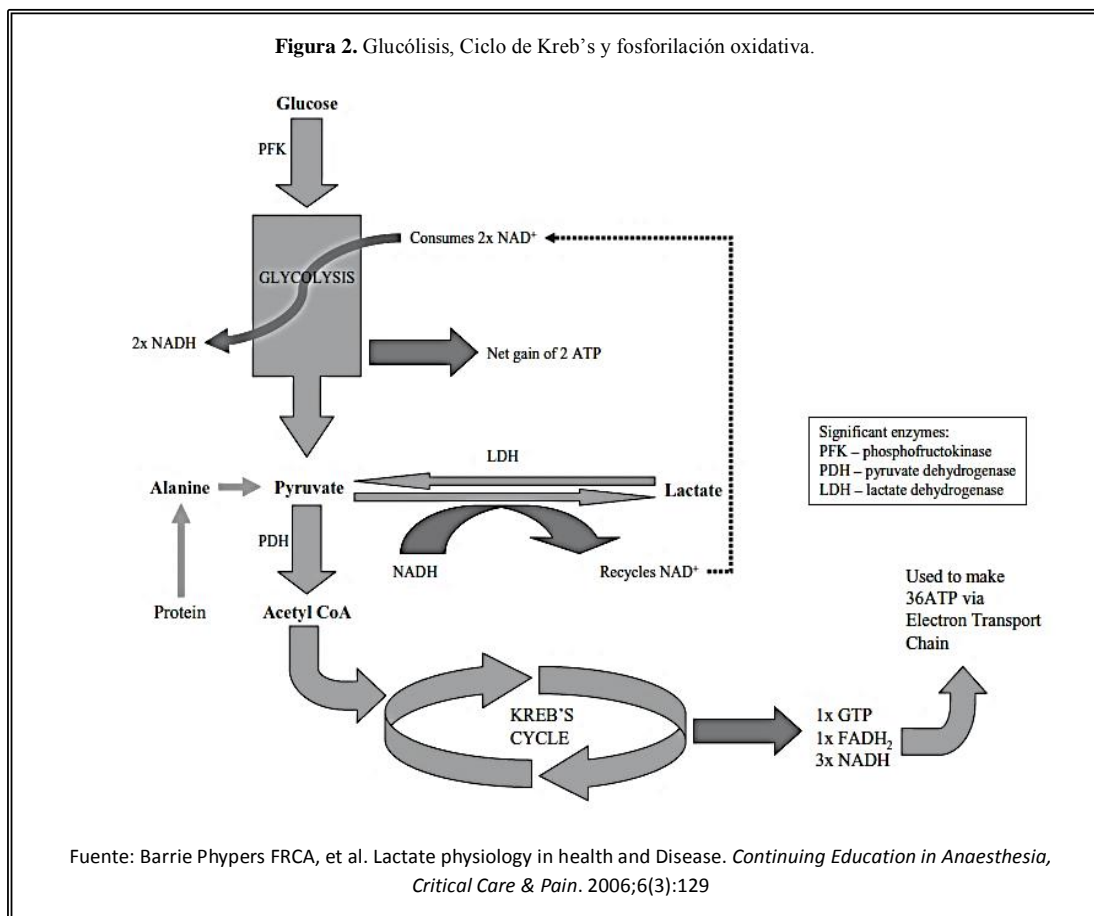 Figura 2. Glucólisis, Ciclo de Kreb’s y fosforilación oxidativa.
Glucose
PFK
Consumes 2x NAD⁺
GLYCOLYSIS
2x NADH
Net gain of 2 ATP
Significant enzymes:
PFK – phosphofructokinase
PDH – pyruvate dehydrogenase
LDH – lactate dehydrogenase
LDH
Alanine
Pyruvate
Lactate
PDH
NADH
Recycles NAD⁺
Protein
Acetyl CoA
Used to make
36ATP via
Electron Transport
Chain
KREB’S
CYCLE
1x GTP
1x FADH₂
3x NADH
Fuente: Barrie Phypers FRCA, et al. Lactate physiology in health and Disease. Continuing Education in Anaesthesia,
Critical Care & Pain. 2006;6(3):129